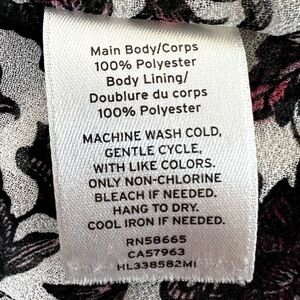 Main Body/Corps
100% Polyester
Body Lining/
Doublure du corps
100% Polyester
MACHINE WASH COLD,
GENTLE CYCLE,
WITH LIKE COLORS.
ONLY NON-CHLORINE
BLEACH IF NEEDED.
HANG TO DRY.
COOL IRON IF NEEDED.
RN58665
CA57963
HL338582MI